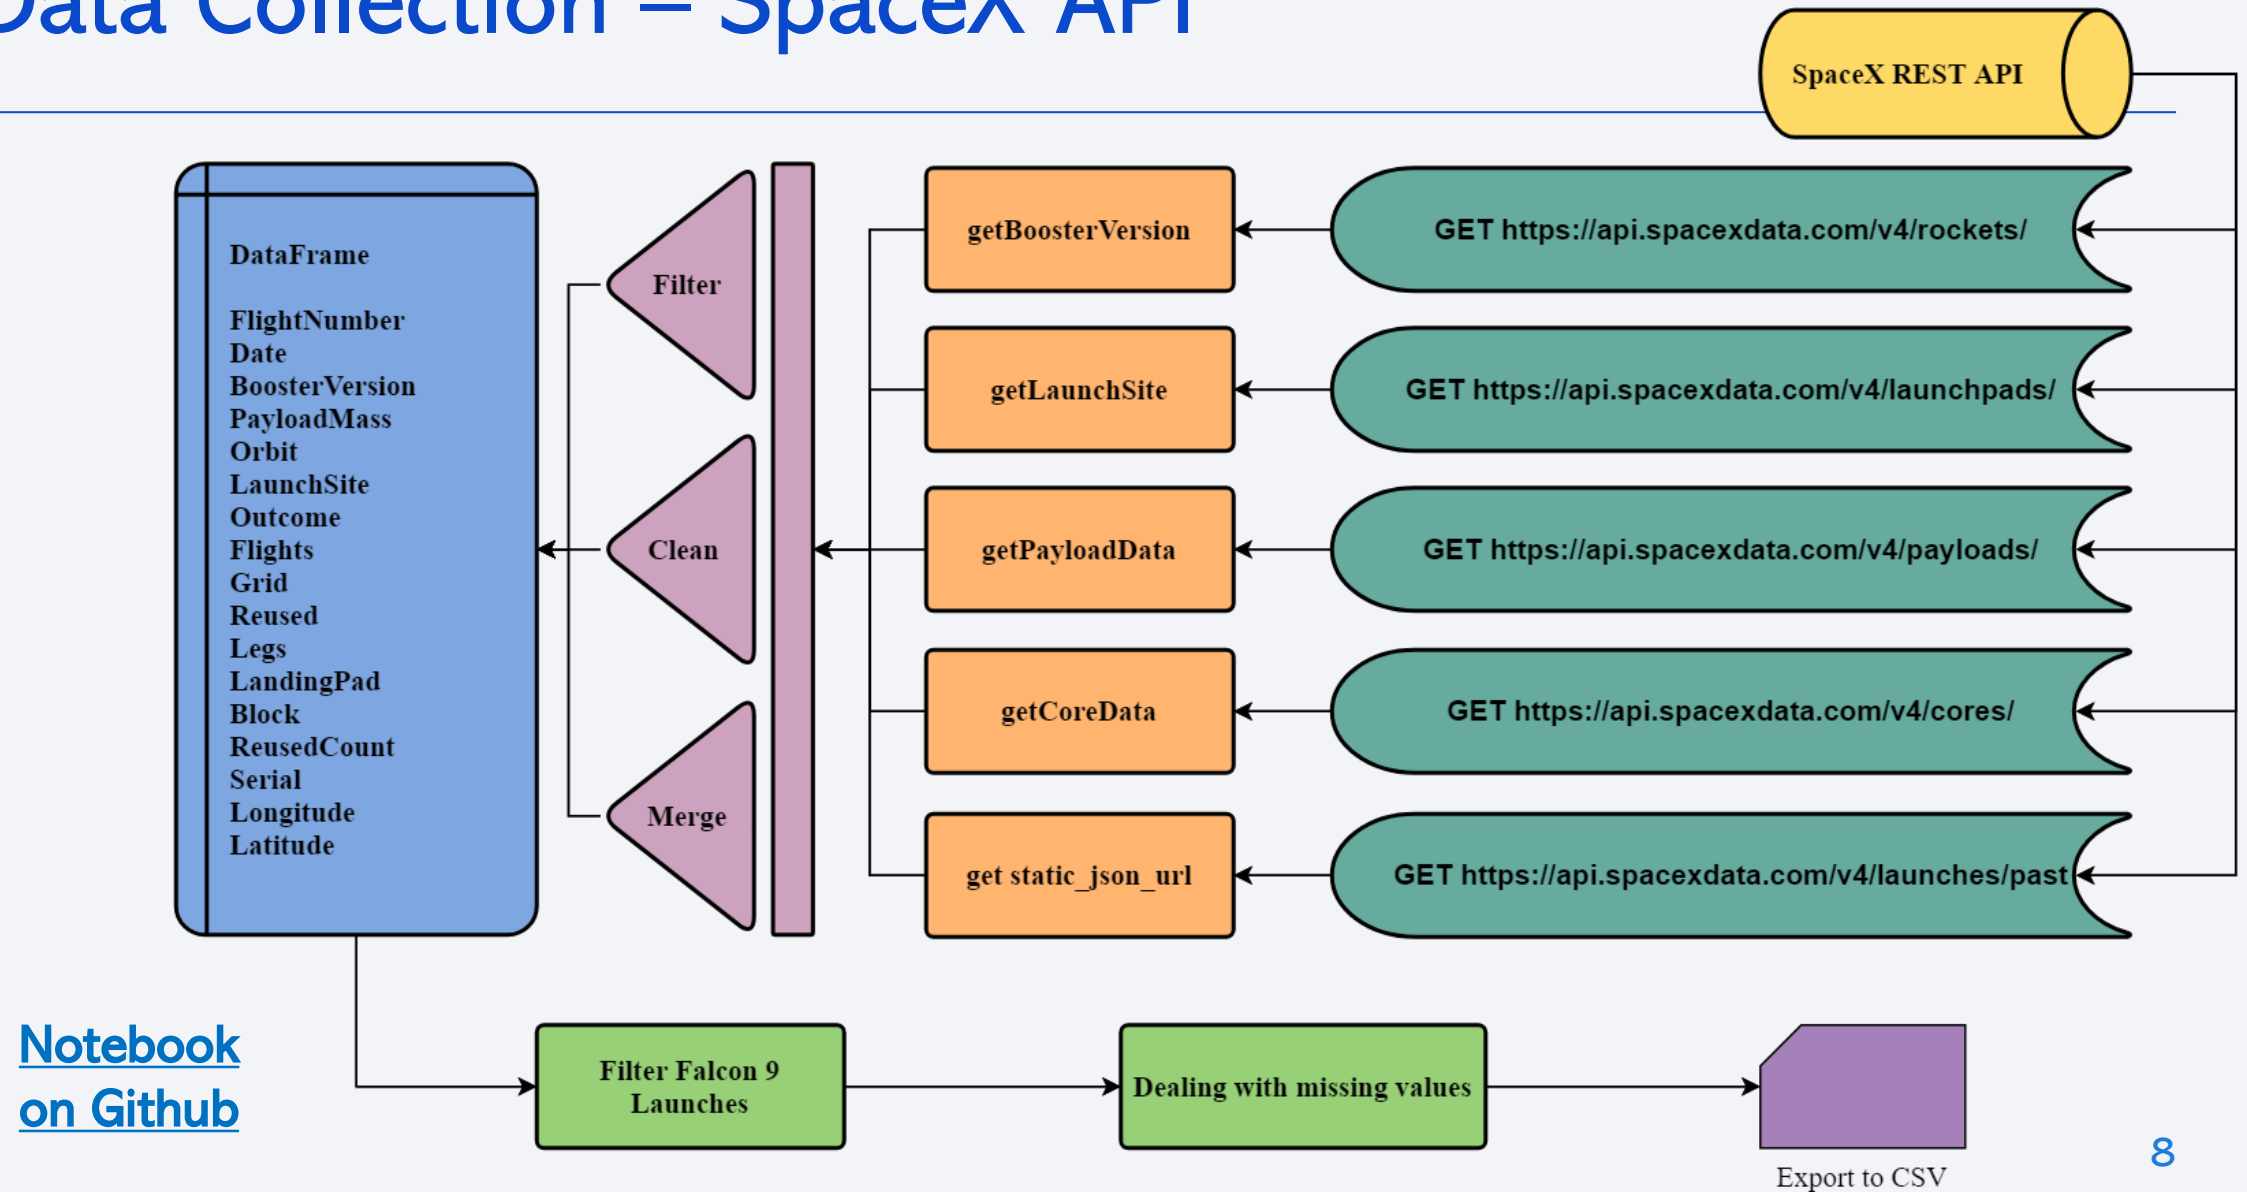 Data Collection – SpaceX API
SpaceX REST API
DataFrame
FlightNumber
Date
BoosterVersion
PayloadMass
Orbit
LaunchSite
Outcome
Flights
Grid
Reused
Legs
LandingPad
Block
ReusedCount
Serial
Longitude
Latitude
Filter
Clean
Merge
getBoosterVersion
GET https://api.spacexdata.com/v4/rockets/
getLaunchSite
GET https://api.spacexdata.com/v4/launchpads/
getPayloadData
GET https://api.spacexdata.com/v4/payloads/
getCoreData
GET https://api.spacexdata.com/v4/cores/
get static_json_url
GET https://api.spacexdata.com/v4/launches/past
Notebook
on Github
Filter Falcon 9
Launches
Dealing with missing values
Export to CSV
8